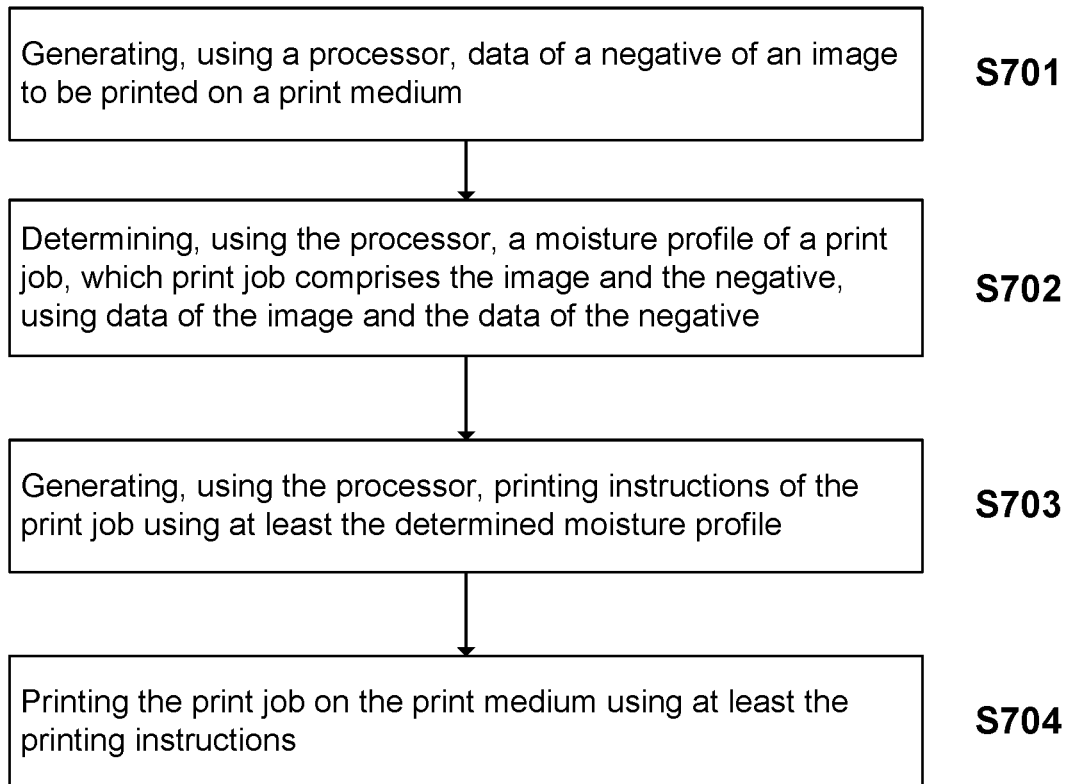 Generating, using a processor, data of a negative of an image
to be printed on a print medium
S701
Determining, using the processor, a moisture profile of a print
job, which print job comprises the image and the negative,
using data of the image and the data of the negative
S702
Generating, using the processor, printing instructions of the
print job using at least the determined moisture profile
S703
Printing the print job on the print medium using at least the
printing instructions
S704